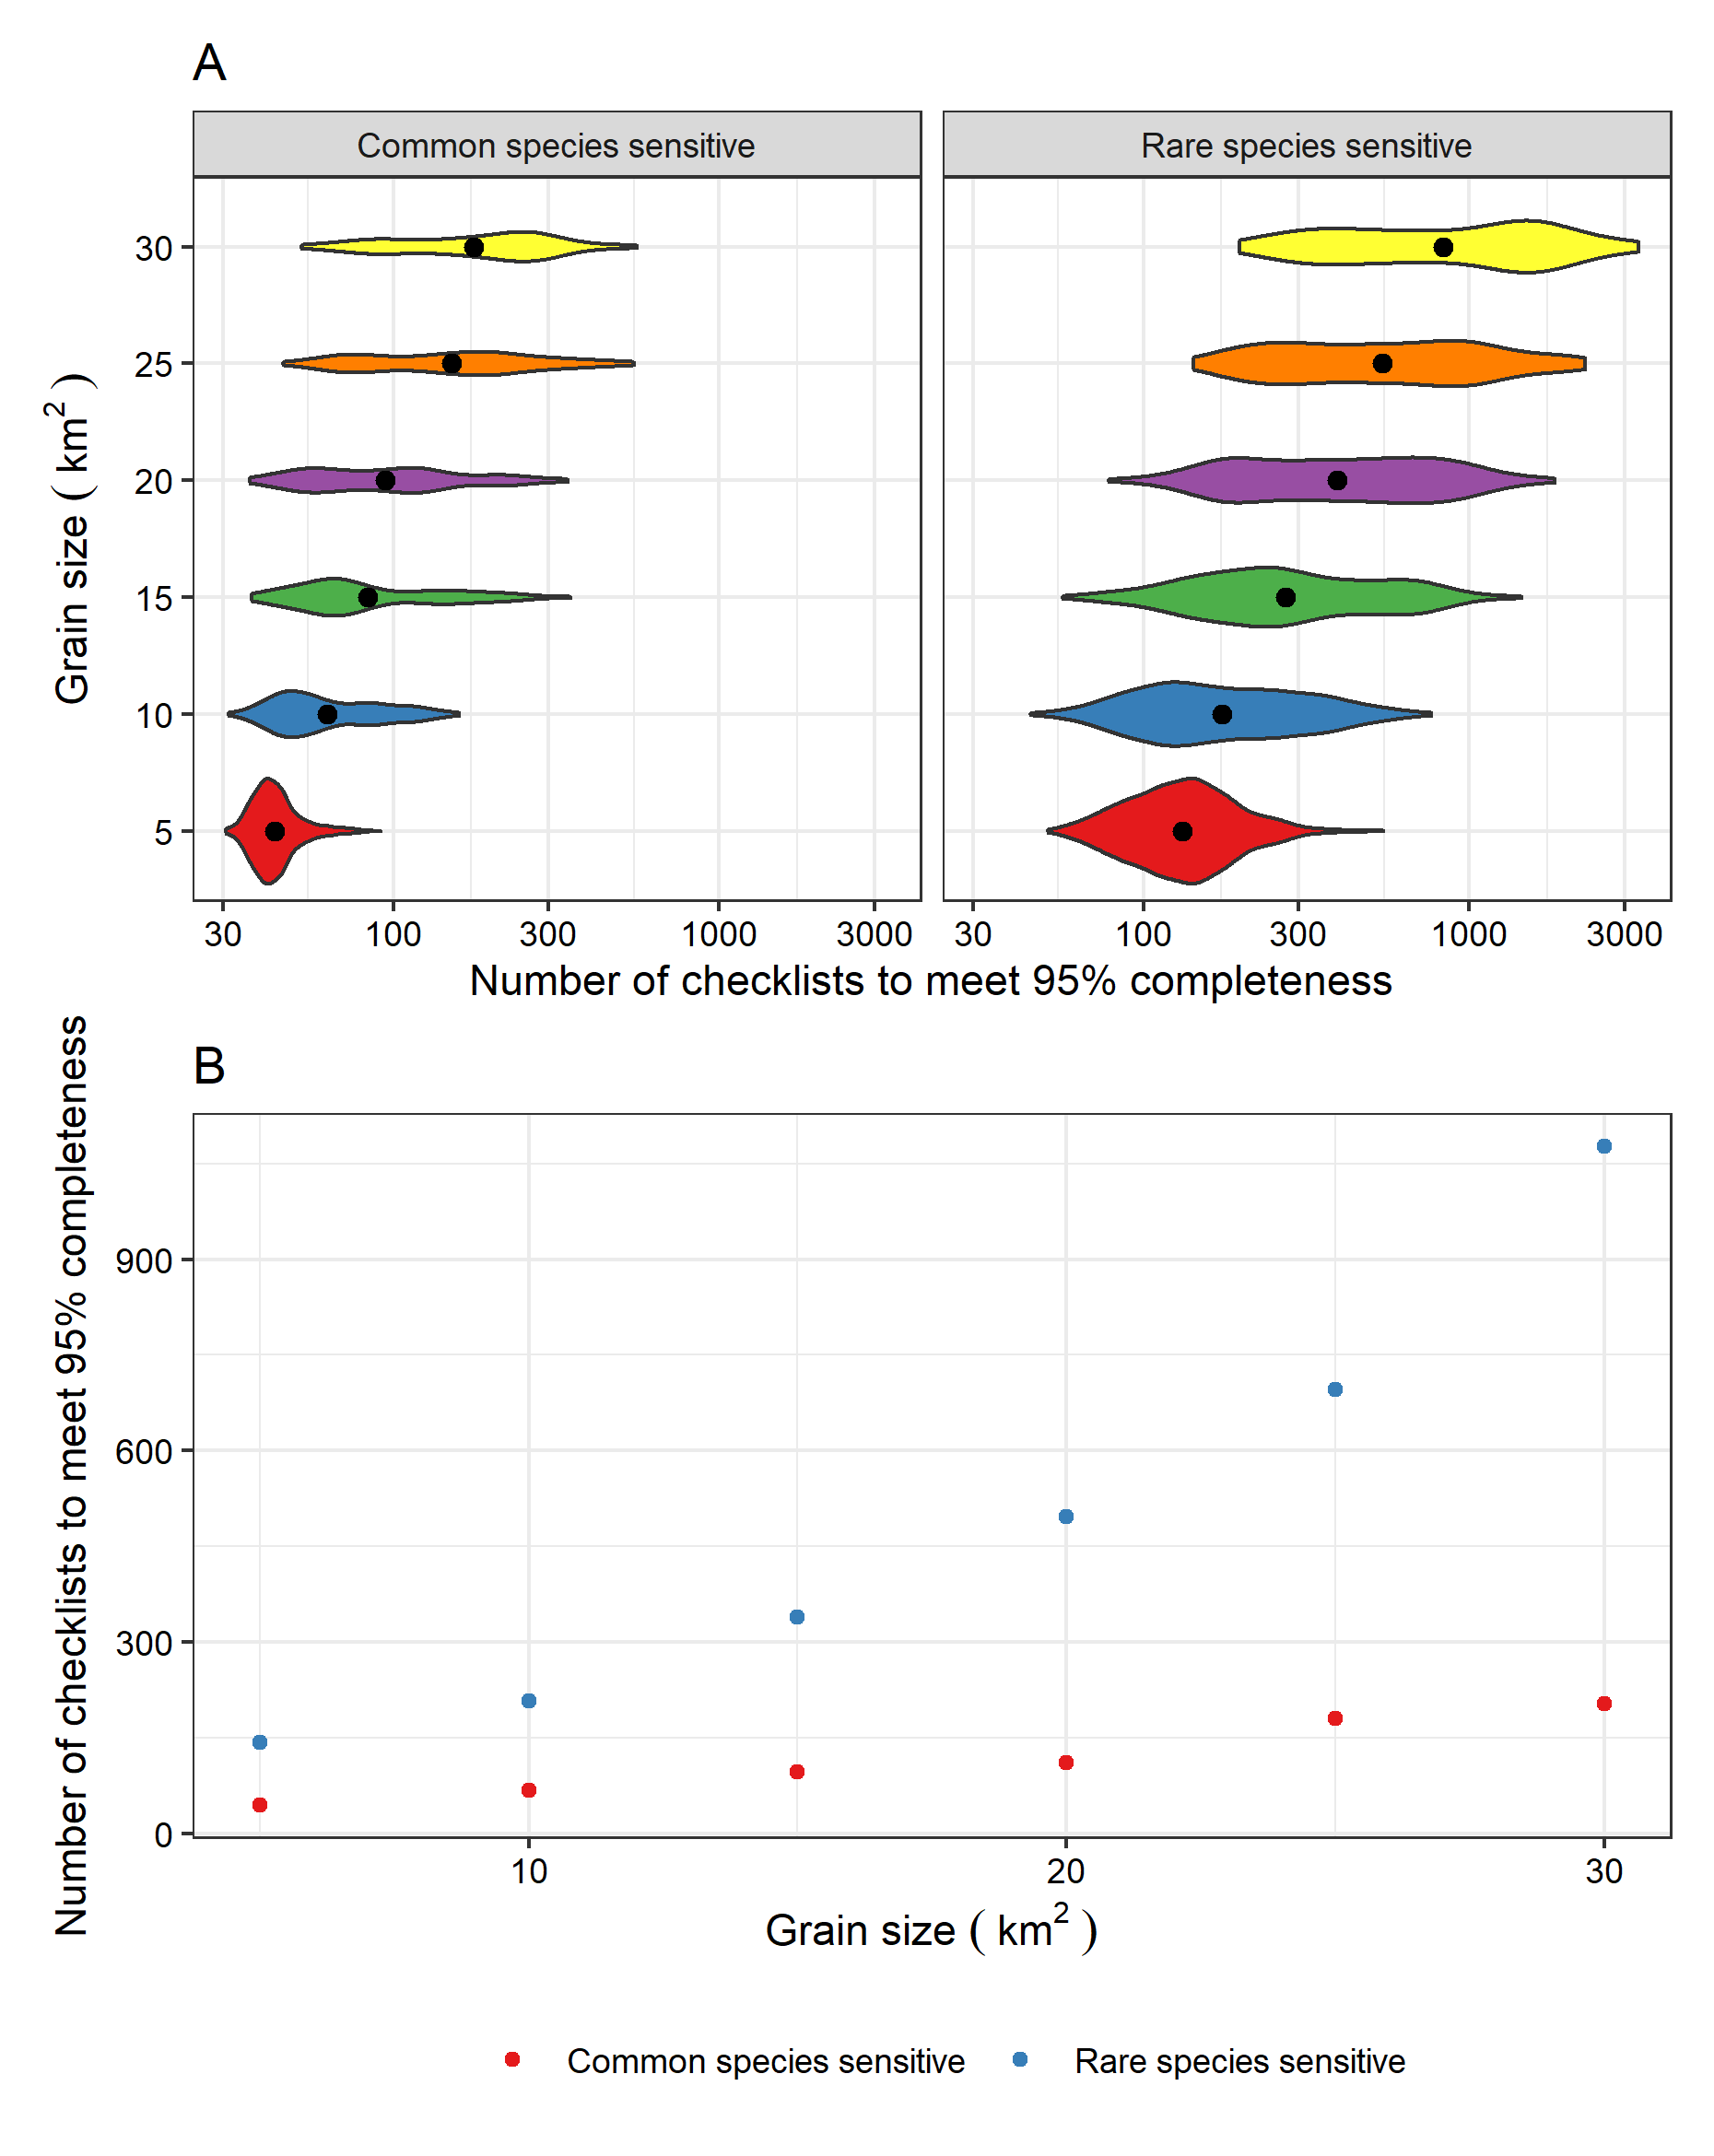 A
Common species sensitive
Rare species sensitive
Grain size ( km² )
30
25
20
15
10
5
30 100 300 1000 3000
30 100 300 1000 3000
Number of checklists to meet 95% completeness
B
Number of checklists to meet 95% completeness
900
600
300
0
10 20 30
Grain size ( km² )
Common species sensitive
Rare species sensitive